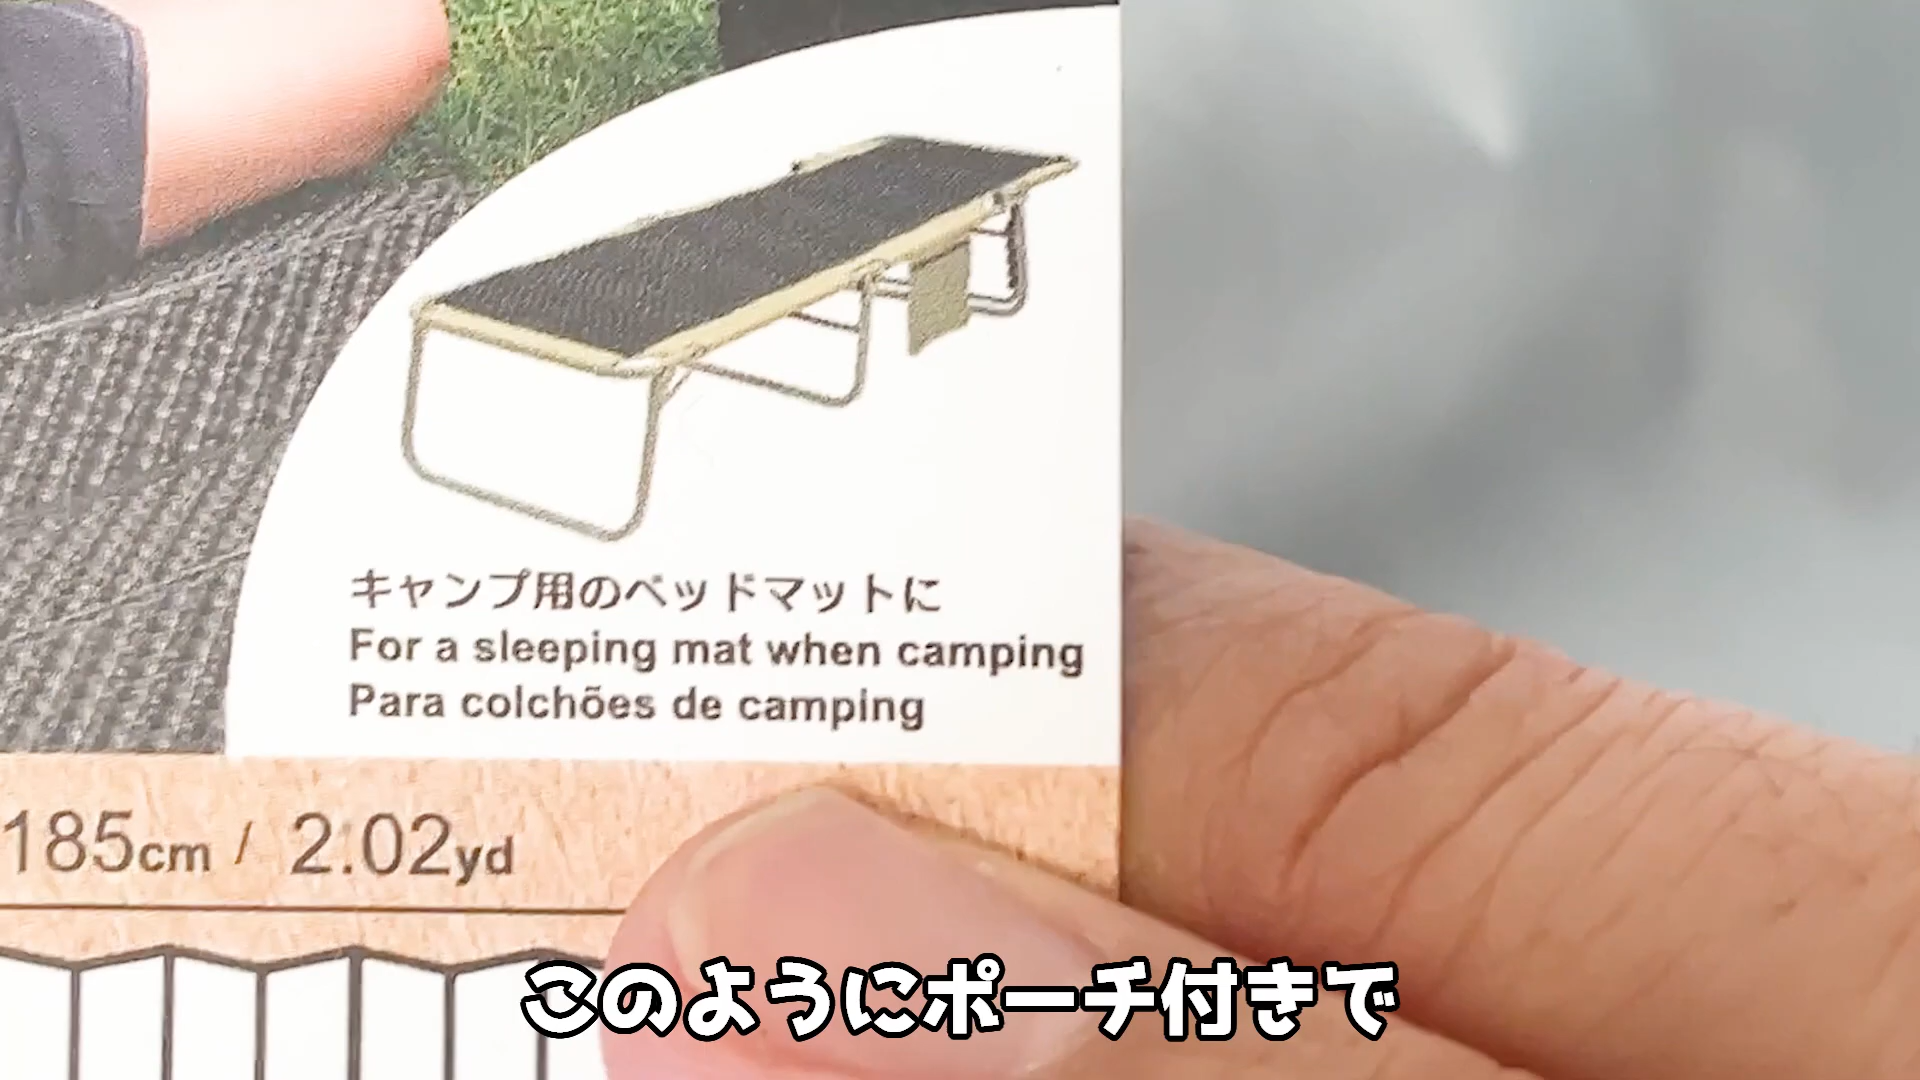 キャンプ用のベッドマットに
For a sleeping mat when camping
Para colchões de camping
185cm / 2.02yd
このようにポーチ付きで